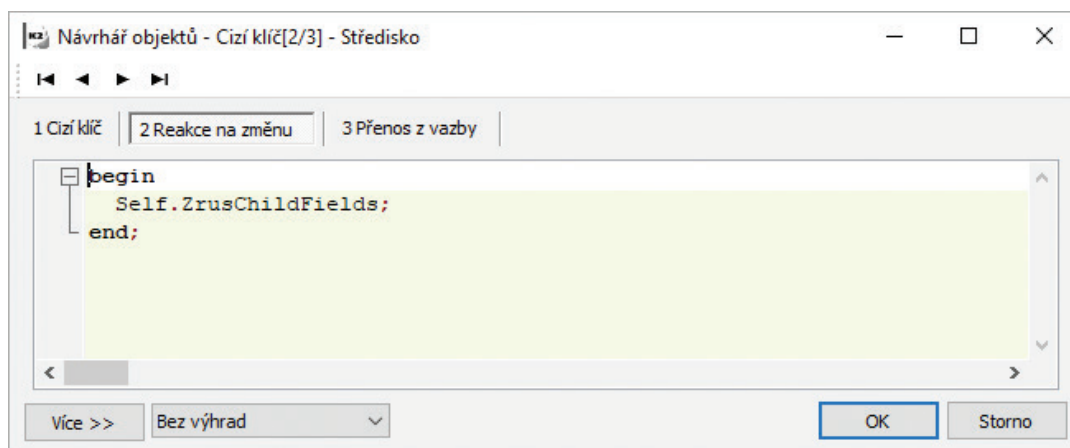 K2 Návrhář objektů - Cizí klíč[2/3] - Středisko
1 Cizí klíč 2 Reakce na změnu 3 Přenos z vazby
begin
Self.ZrusChildFields;
end;
Více >> Bez výhrad OK Storno